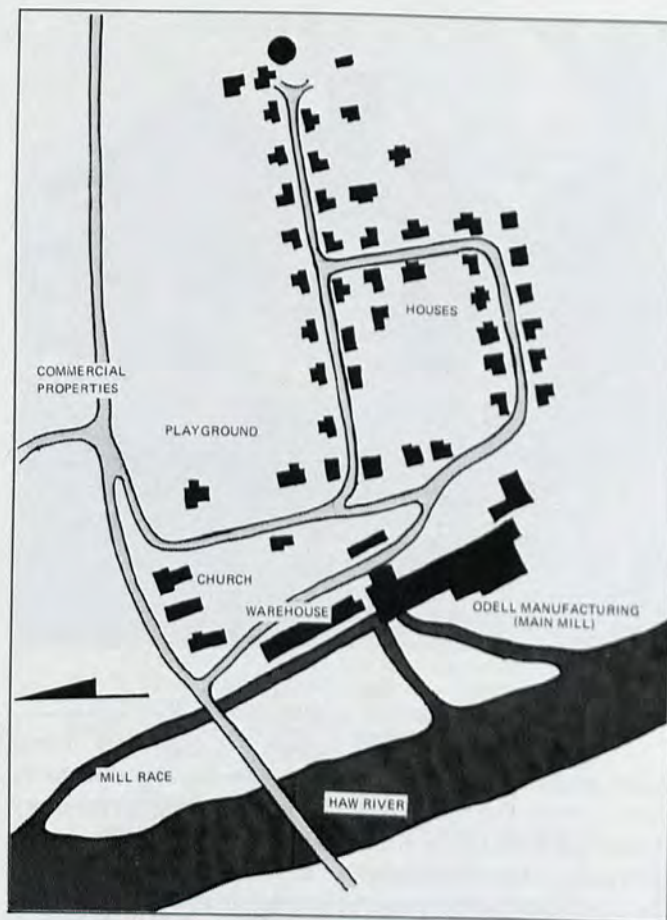 HOUSES
COMMERCIAL
PROPERTIES
PLAYGROUND
CHURCH
WAREHOUSE
ODELL MANUFACTURING
(MAIN MILL)
MILL RACE
HAW RIVER